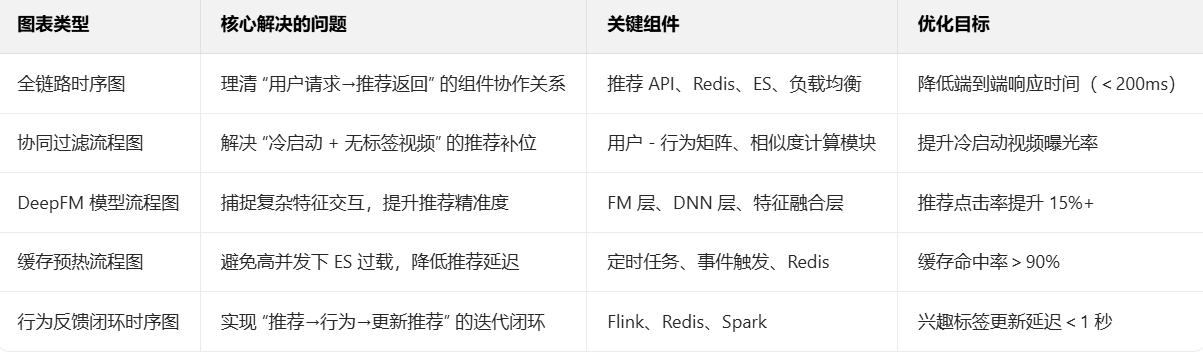 图表类型 核心解决的问题 关键组件 优化目标
全链路时序图 理清 “用户请求→推荐返回” 的组件协作关系 推荐 API、Redis、ES、负载均衡 降低端到端响应时间（＜200ms）
协同过滤流程图 解决 “冷启动 + 无标签视频” 的推荐补位 用户 - 行为矩阵、相似度计算模块 提升冷启动视频曝光率
DeepFM 模型流程图 捕捉复杂特征交互，提升推荐精准度 FM 层、DNN 层、特征融合层 推荐点击率提升 15%+
缓存预热流程图 避免高并发下 ES 过载，降低推荐延迟 定时任务、事件触发、Redis 缓存命中率＞90%
行为反馈闭环时序图 实现 “推荐→行为→更新推荐” 的迭代闭环 Flink、Redis、Spark 兴趣标签更新延迟＜1 秒